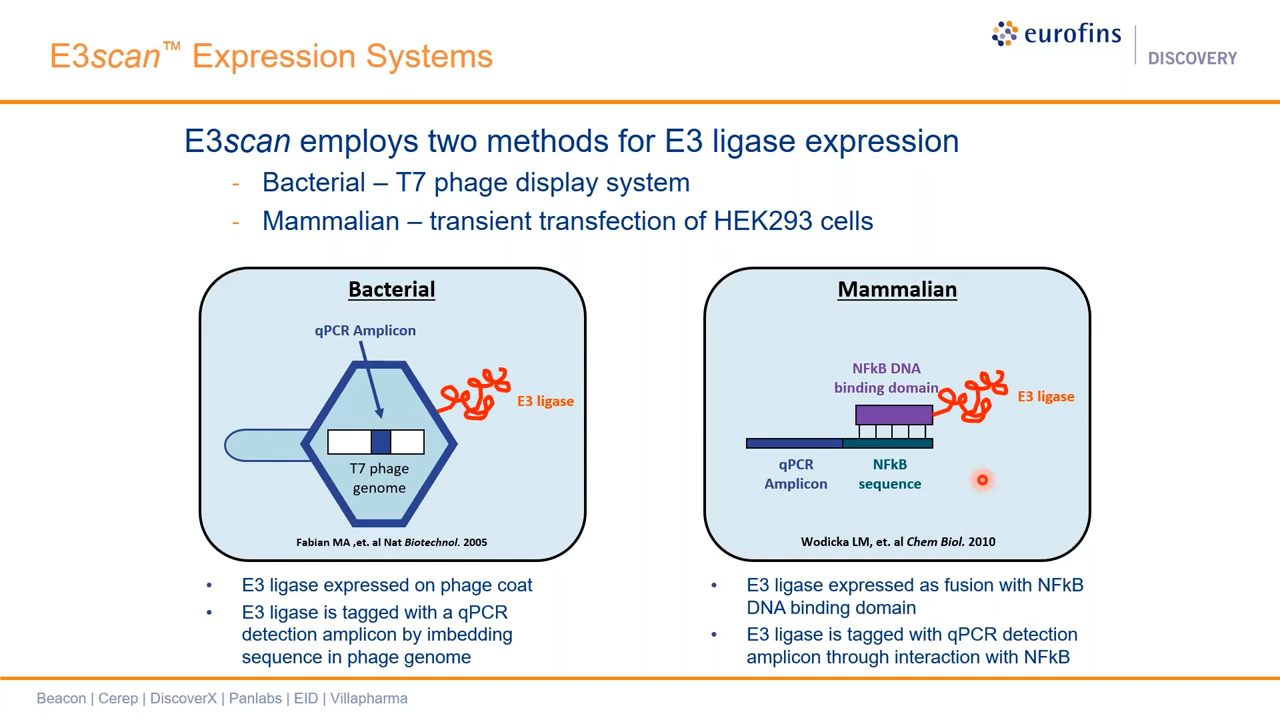 E3scan™ Expression Systems
eurofins
DISCOVERY
E3scan employs two methods for E3 ligase expression
- Bacterial – T7 phage display system
- Mammalian – transient transfection of HEK293 cells
Bacterial
qPCR Amplicon
E3 ligase
T7 phage
genome
Fabian MA ,et. al Nat Biotechnol. 2005
Mammalian
NFkB DNA
binding domain
E3 ligase
qPCR
Amplicon
NFkB
sequence
Wodicka LM, et. al Chem Biol. 2010
• E3 ligase expressed on phage coat
• E3 ligase is tagged with a qPCR
detection amplicon by imbedding
sequence in phage genome
• E3 ligase expressed as fusion with NFkB
DNA binding domain
• E3 ligase is tagged with qPCR detection
amplicon through interaction with NFkB
Beacon | Cerep | DiscoverX | Panlabs | EID | Villapharma